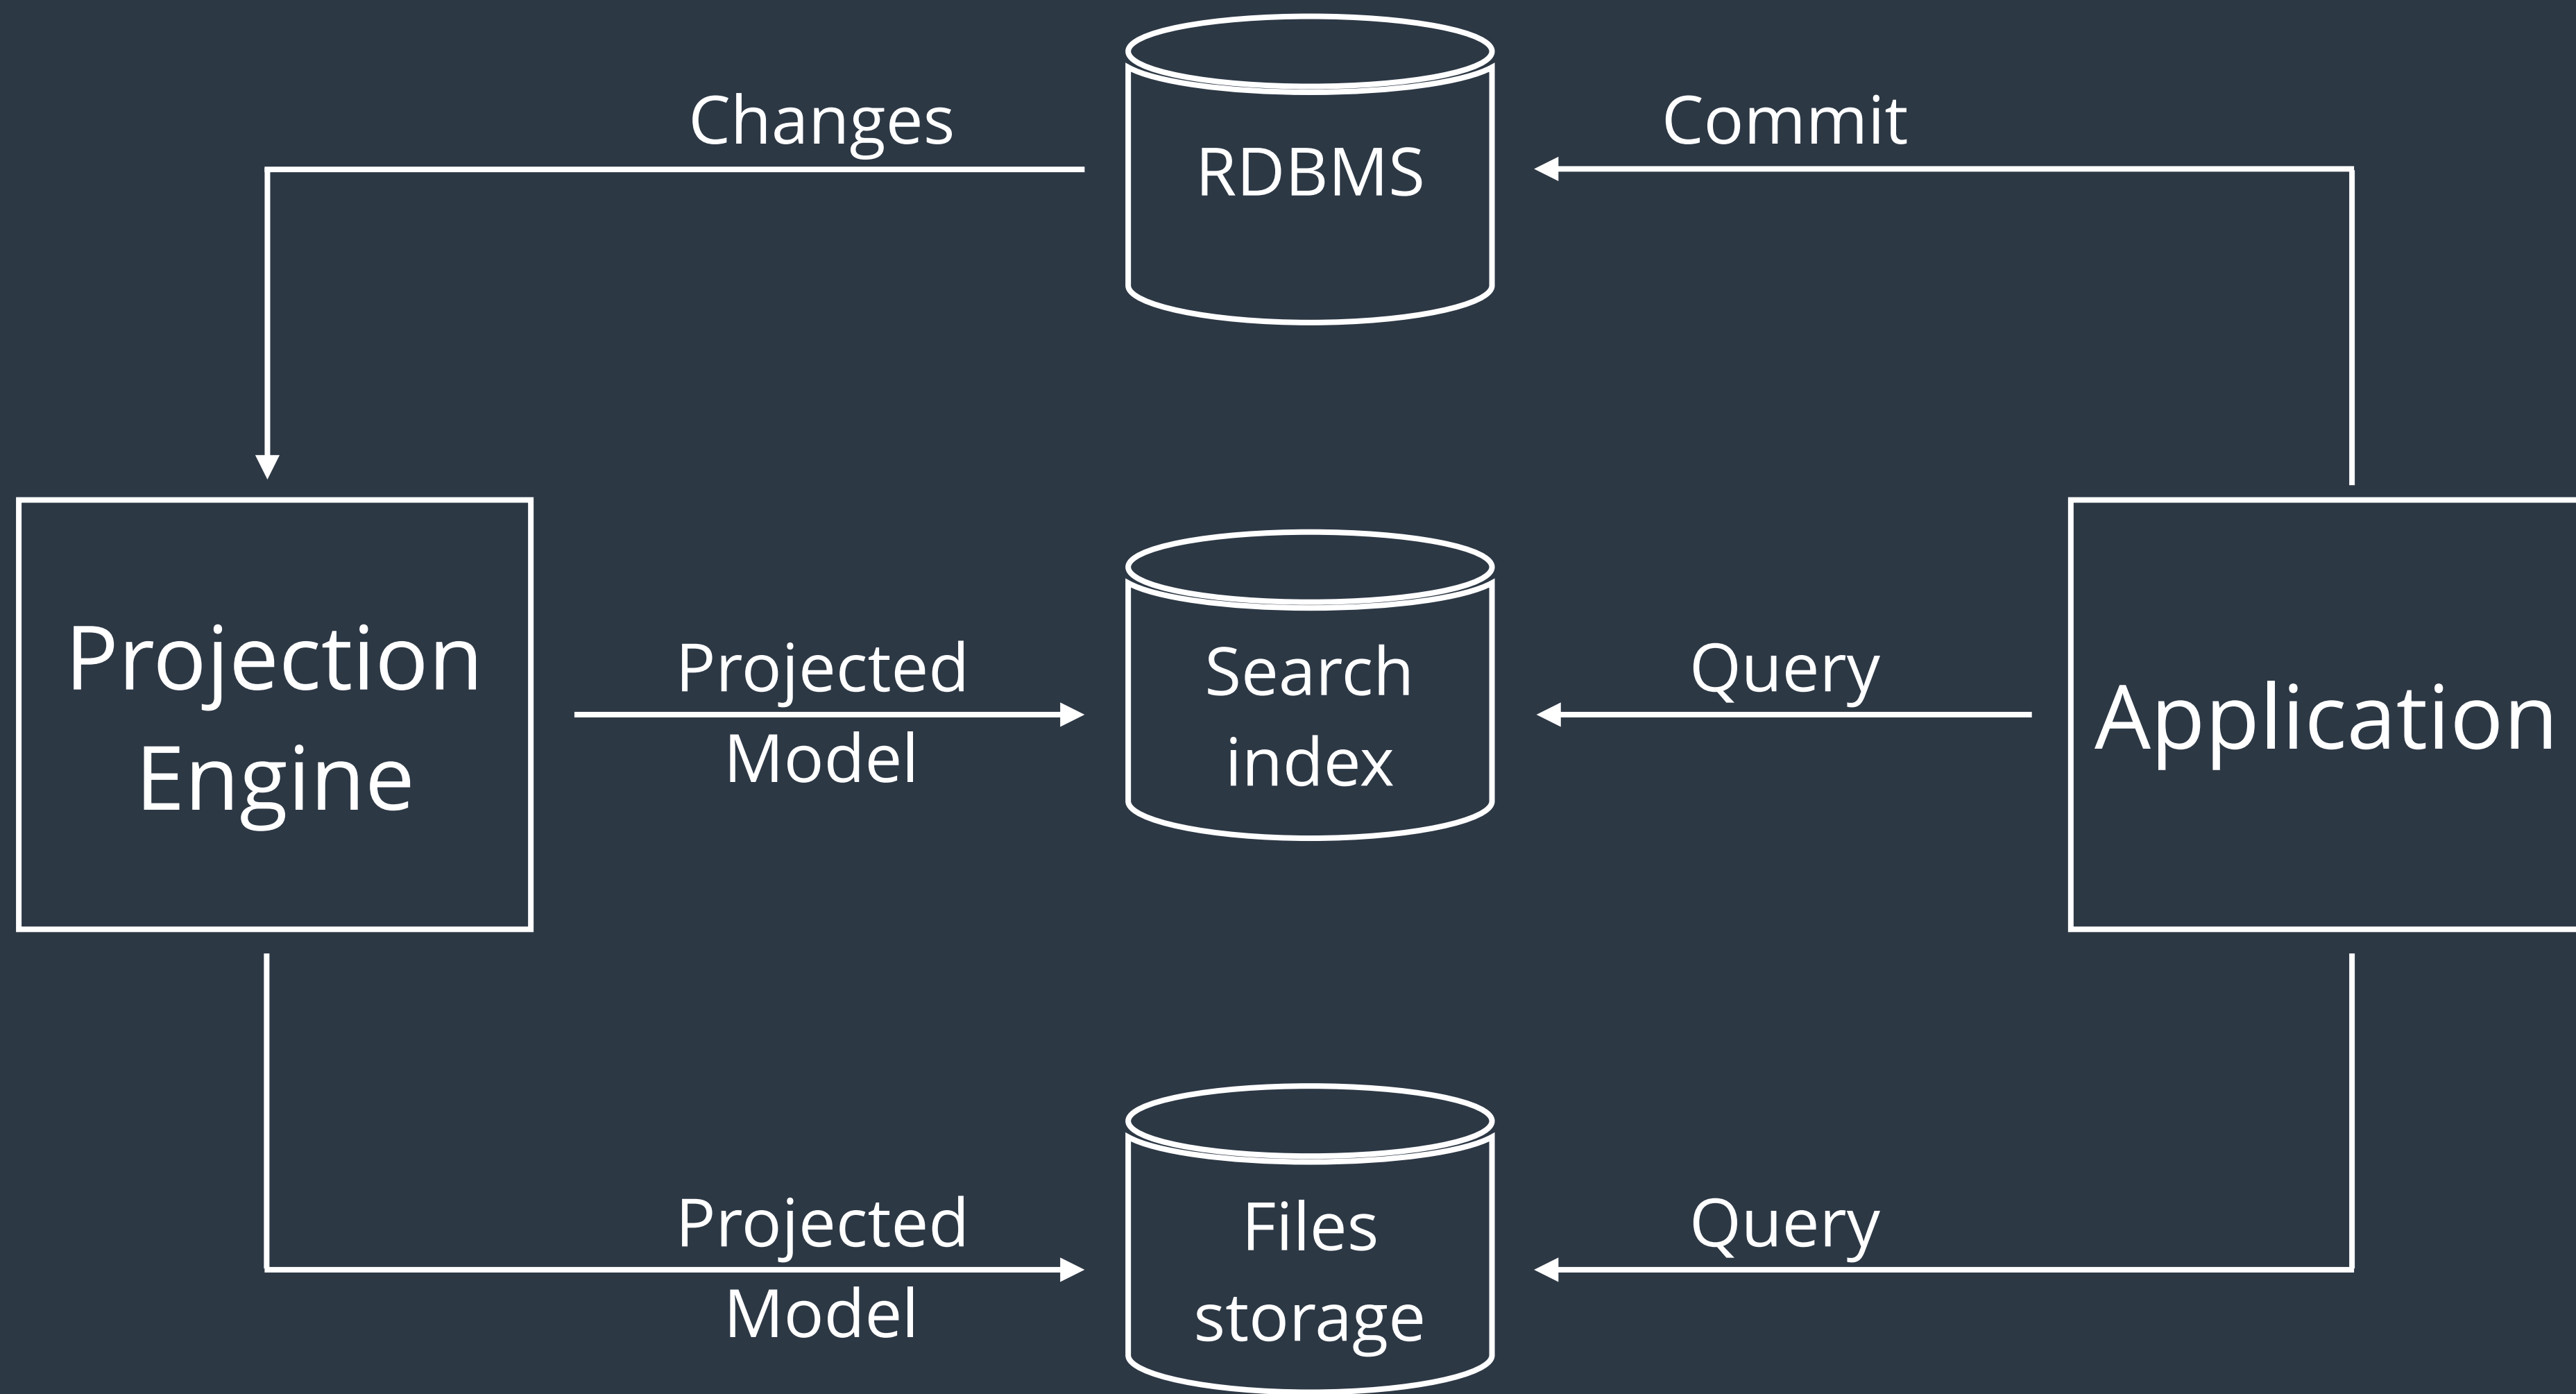 Changes
RDBMS
Commit
Projection
Engine
Projected
Model
Search
index
Query
Application
Projected
Model
Files
storage
Query